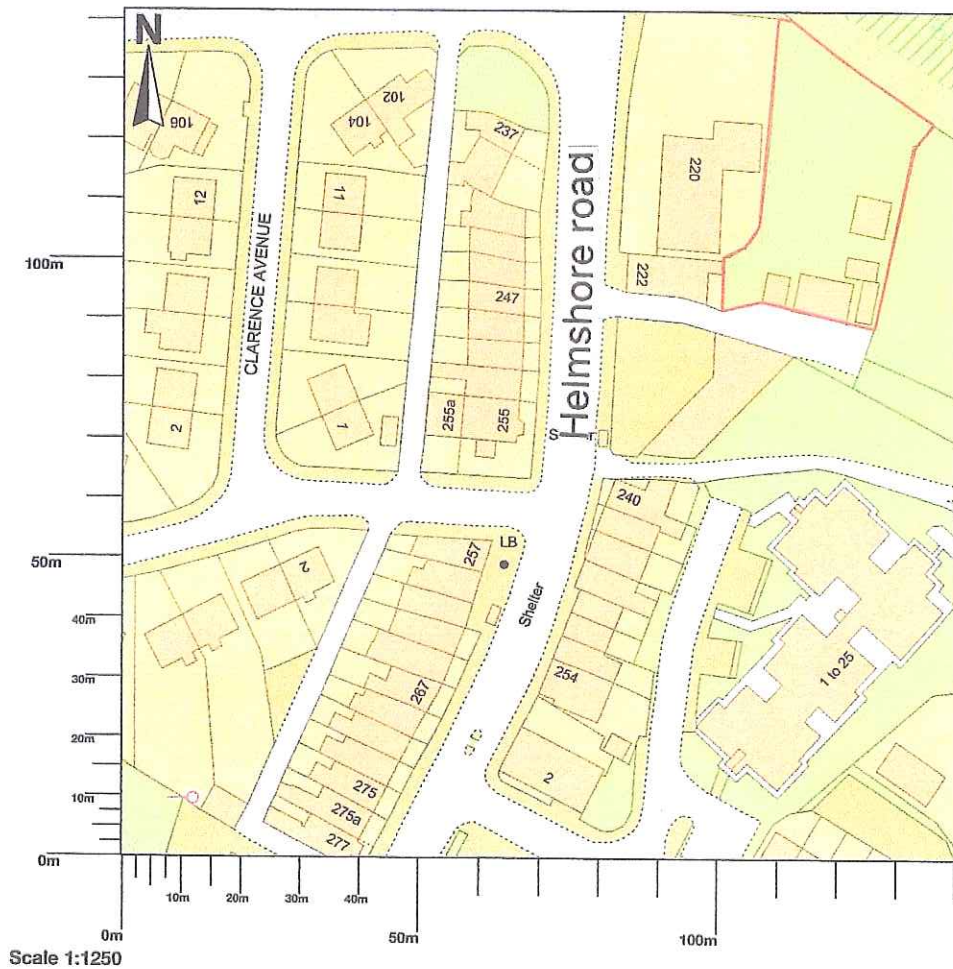 N
106
104
102
237
220
12
11
CLARENCE AVENUE
Helmshore road
222
100m
247
2
1
255a
255
S
240
50m
257
LB
2
Shelter
40m
267
254
1 to 25
30m
20m
275
2
10m
275a
277
0m
10m
20m
30m
40m
0m
50m
100m
Scale 1:1250